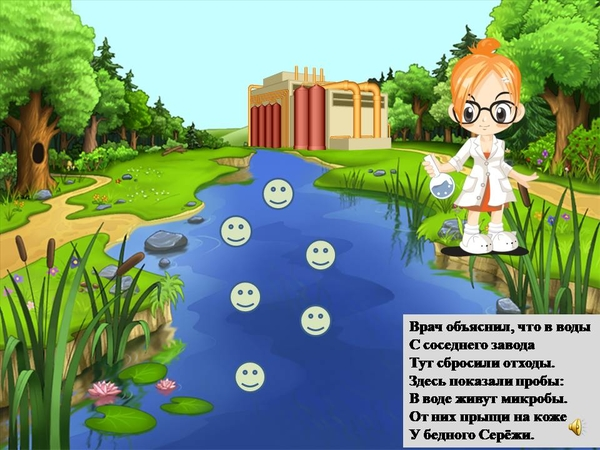 Врач объяснил, что в воды
С соседнего завода
Тут сбросили отходы.
Здесь показали пробы:
В воде живут микробы.
От них прыщи на коже
У бедного Серёжи.